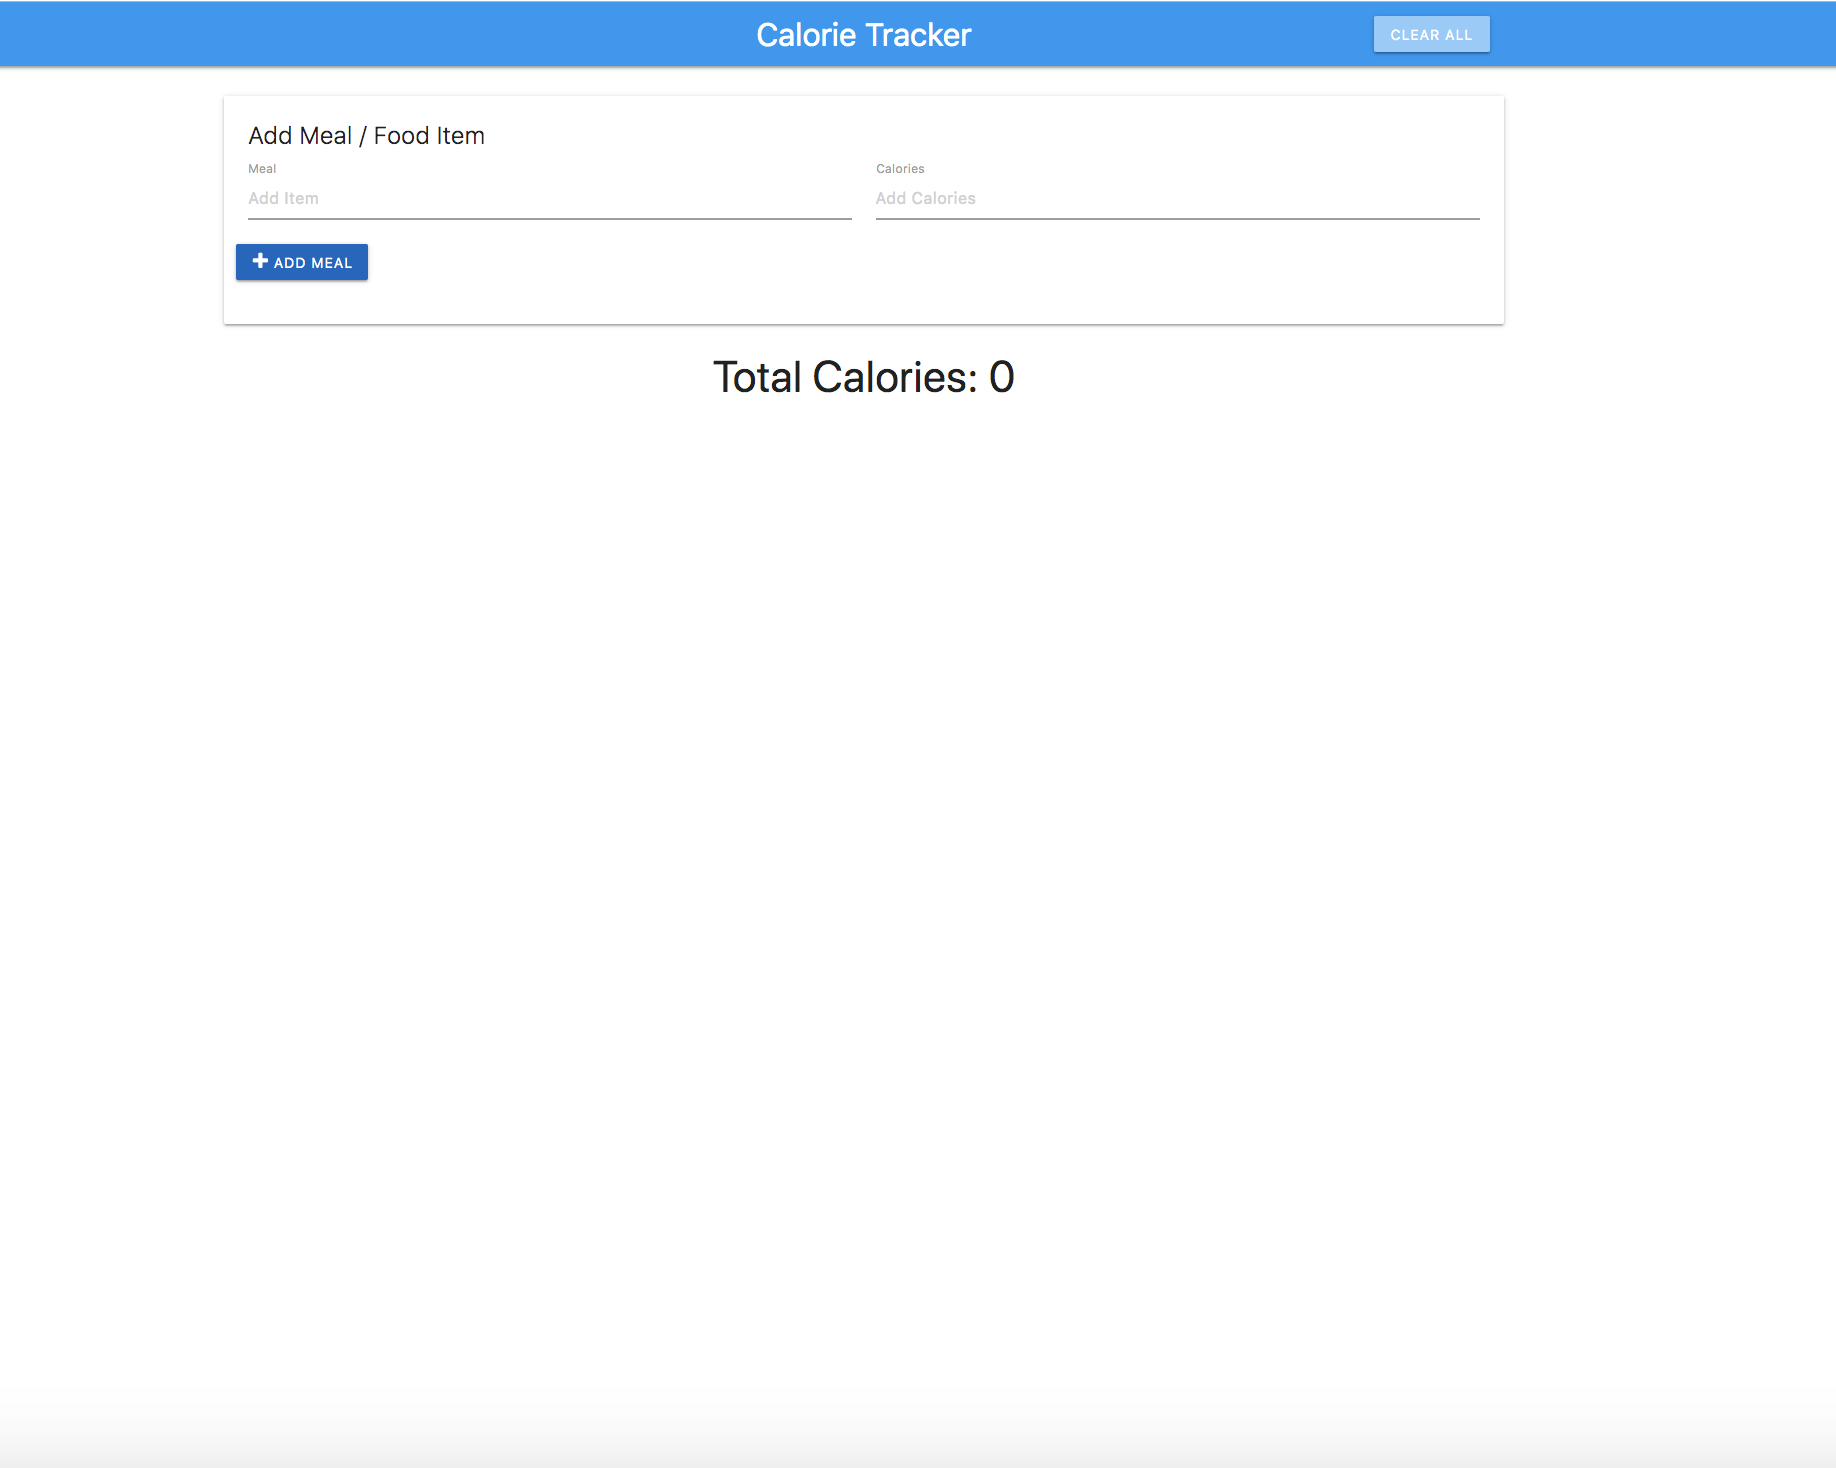 Calorie Tracker
CLEAR ALL
Add Meal / Food Item
Meal
Calories
Add Item
Add Calories
ADD MEAL
Total Calories: 0